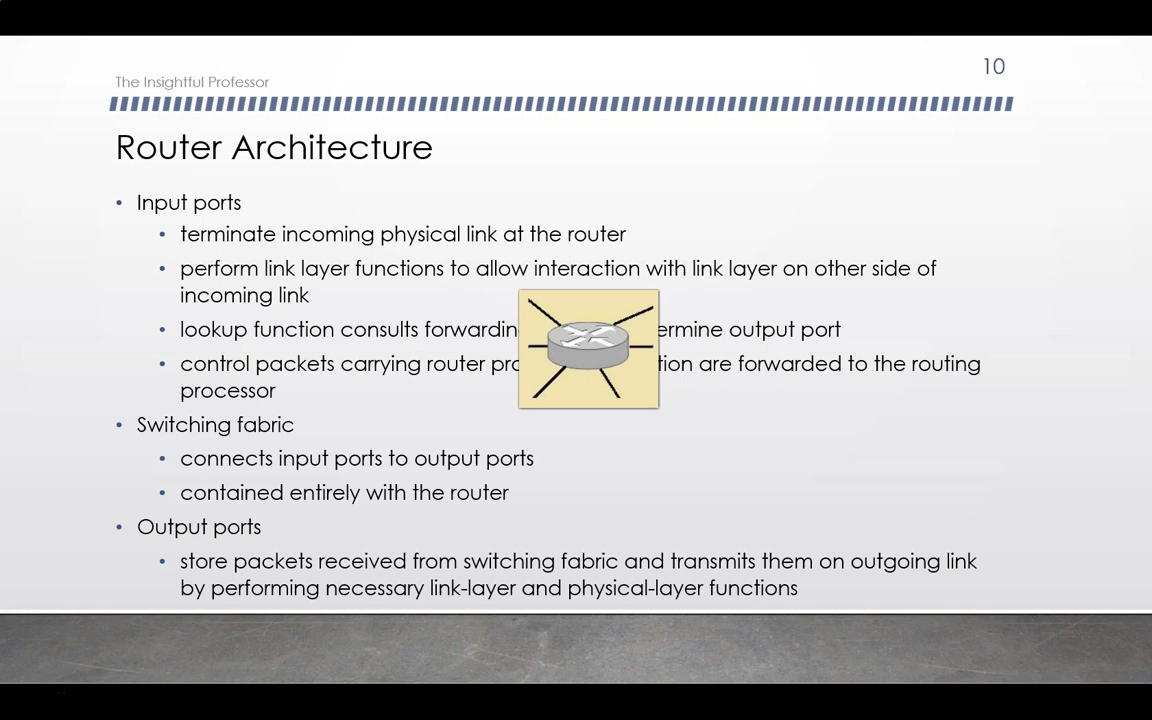 10
The Insightful Professor
Router Architecture
• Input ports
• terminate incoming physical link at the router
• perform link layer functions to allow interaction with link layer on other side of
incoming link
• lookup function consults output port
• control packets carrying router are forwarded to the routing
processor
• Switching fabric
• connects input ports to output ports
• contained entirely with the router
• Output ports
• store packets received from switching fabric and transmits them on outgoing link
by performing necessary link-layer and physical-layer functions